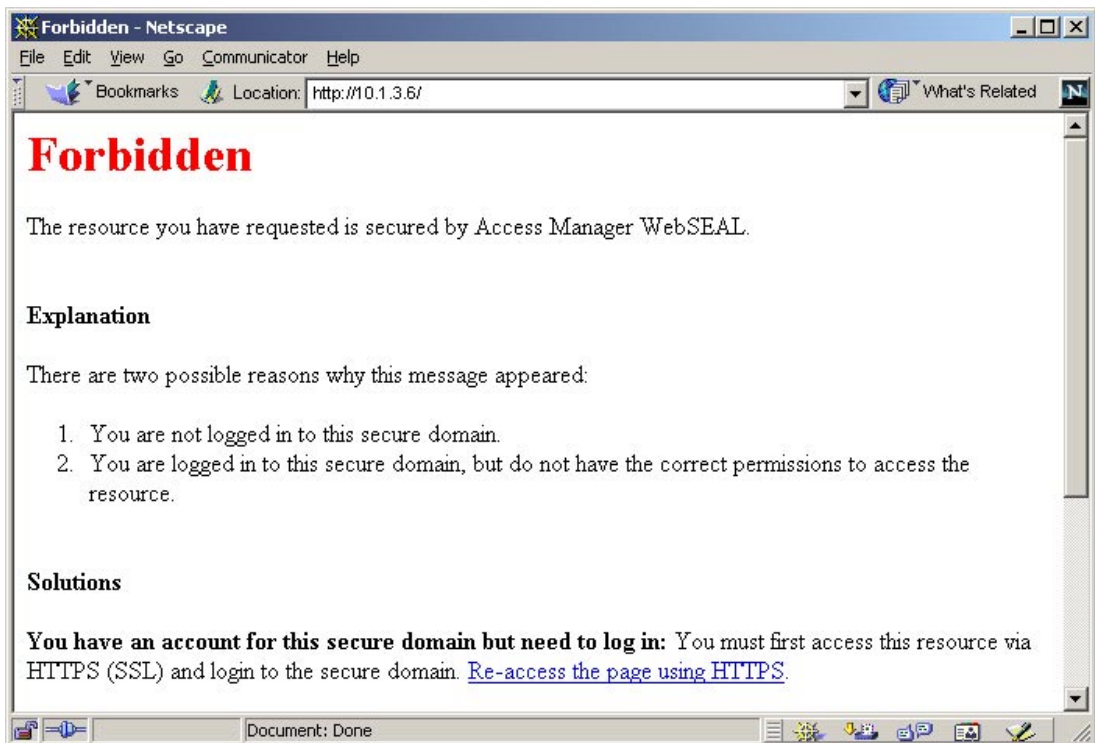 Forbidden - Netscape
File Edit View Go Communicator Help
Bookmarks Location: http://10.1.3.6/ What's Related N
Forbidden
The resource you have requested is secured by Access Manager WebSEAL.
Explanation
There are two possible reasons why this message appeared:
1. You are not logged in to this secure domain.
2. You are logged in to this secure domain, but do not have the correct permissions to access the
resource.
Solutions
You have an account for this secure domain but need to log in: You must first access this resource via
HTTPS (SSL) and login to the secure domain. Re-access the page using HTTPS.
Document: Done